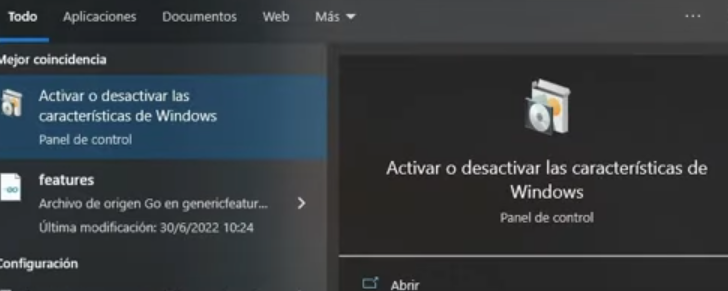 Todo Aplicaciones Documentos Web Más
Mejor coincidencia
Activar o desactivar las
características de Windows
Panel de control
features
Archivo de origen Go en genericfeatur...
Última modificación: 30/6/2022 10:24
Configuración
Activar o desactivar las características de
Windows
Panel de control
Abrir